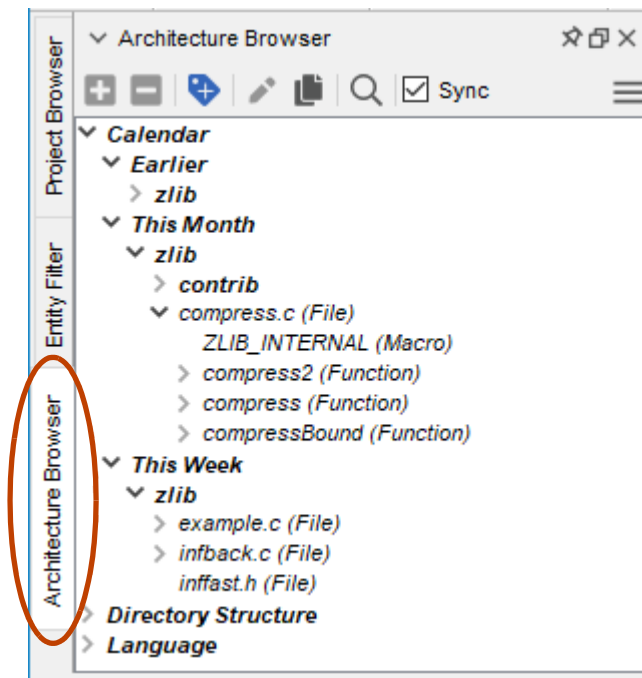 Architecture Browser
Sync
Project Browser
Entity Filter
Architecture Browser
Calendar
Earlier
zlib
This Month
zlib
contrib
compress.c (File)
ZLIB_INTERNAL (Macro)
compress2 (Function)
compress (Function)
compressBound (Function)
This Week
zlib
example.c (File)
infback.c (File)
inffast.h (File)
Directory Structure
Language